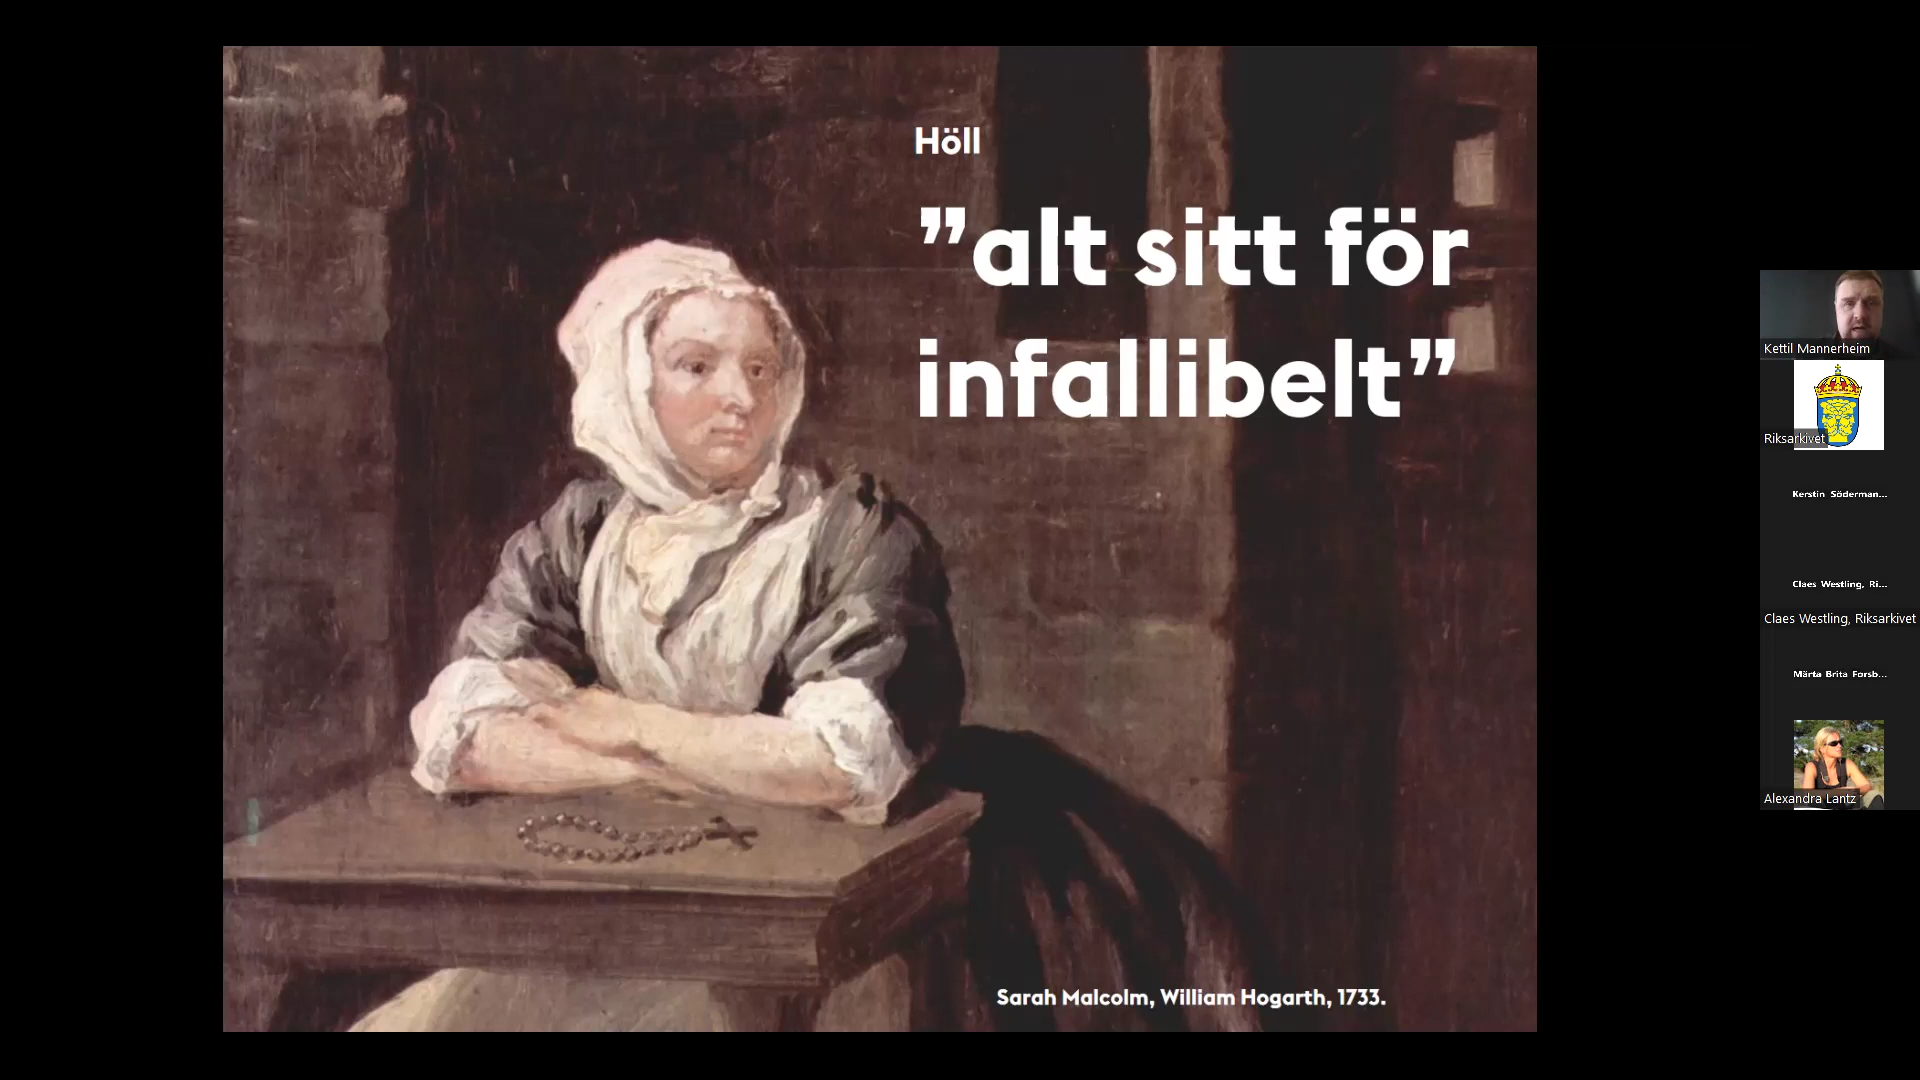 Höll
”alt sitt för
infallibelt”
Sarah Malcolm, William Hogarth, 1733.
Kettil Mannerheim
Riksarkivet
Kerstin Söderman...
Claes Westling, Ri...
Claes Westling, Riksarkivet
Märta Brita Forsb...
Alexandra Lantz